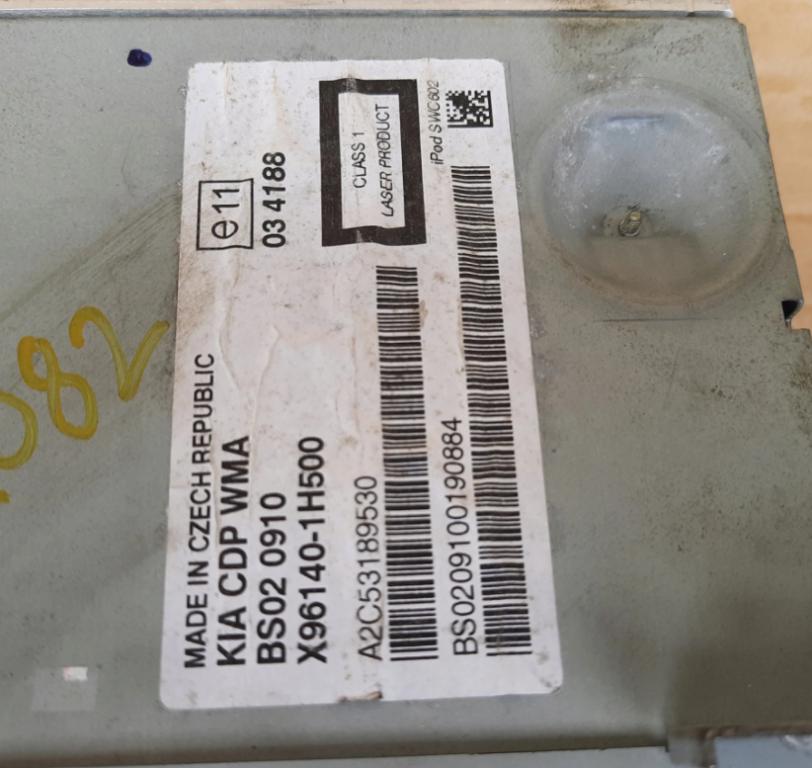 MADE IN CZECH REPUBLIC
KIA CDP WMA
BS02 0910
X96140-1H500
A2C53189530
BS0209100190884
e11
03 4188
CLASS 1
LASER PRODUCT
iPod SWC602
082